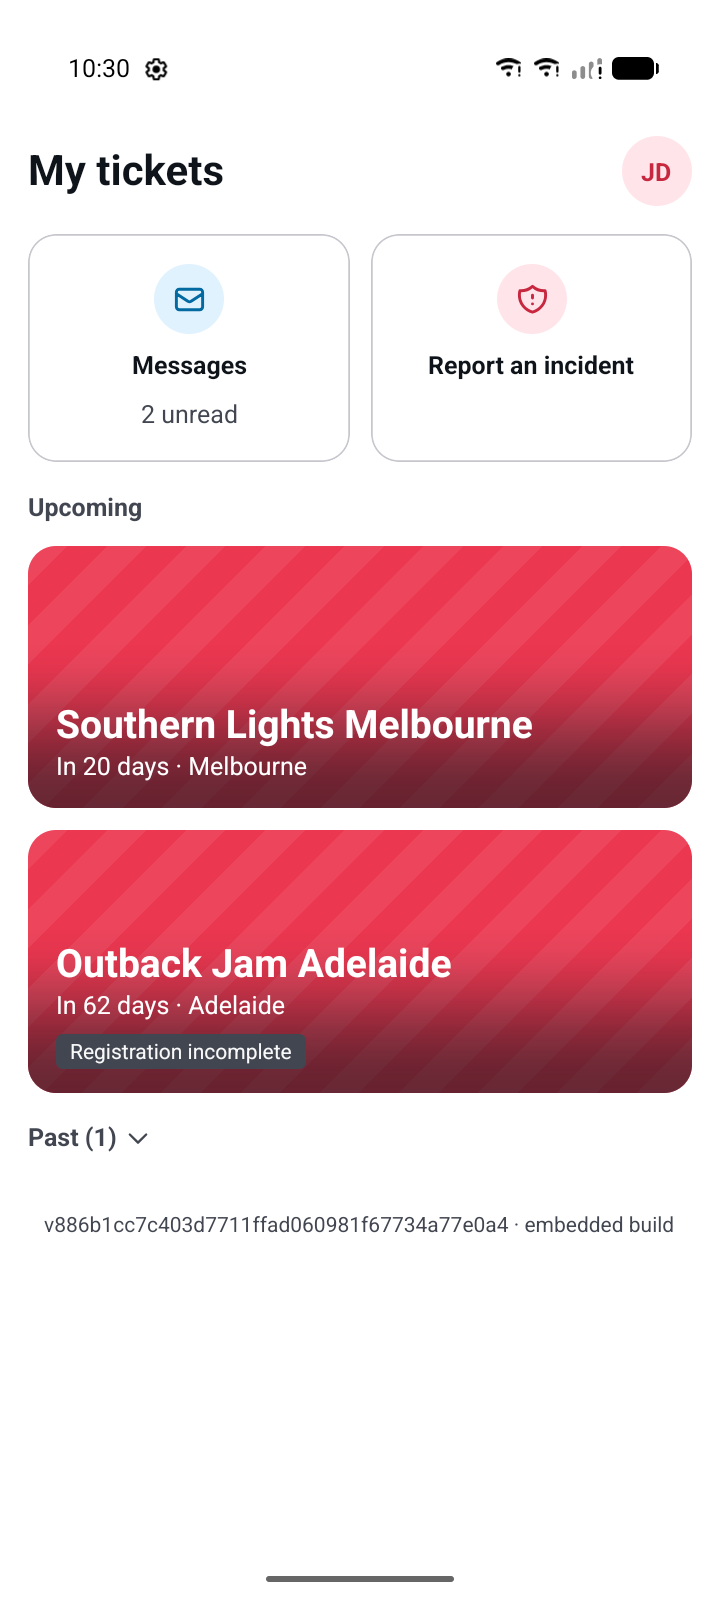 10:30
My tickets
JD
Messages
2 unread
Report an incident
Upcoming
Southern Lights Melbourne
In 20 days · Melbourne
Outback Jam Adelaide
In 62 days · Adelaide
Registration incomplete
Past (1)
v886b1cc7c403d7711ffad060981f67734a77e0a4 · embedded build